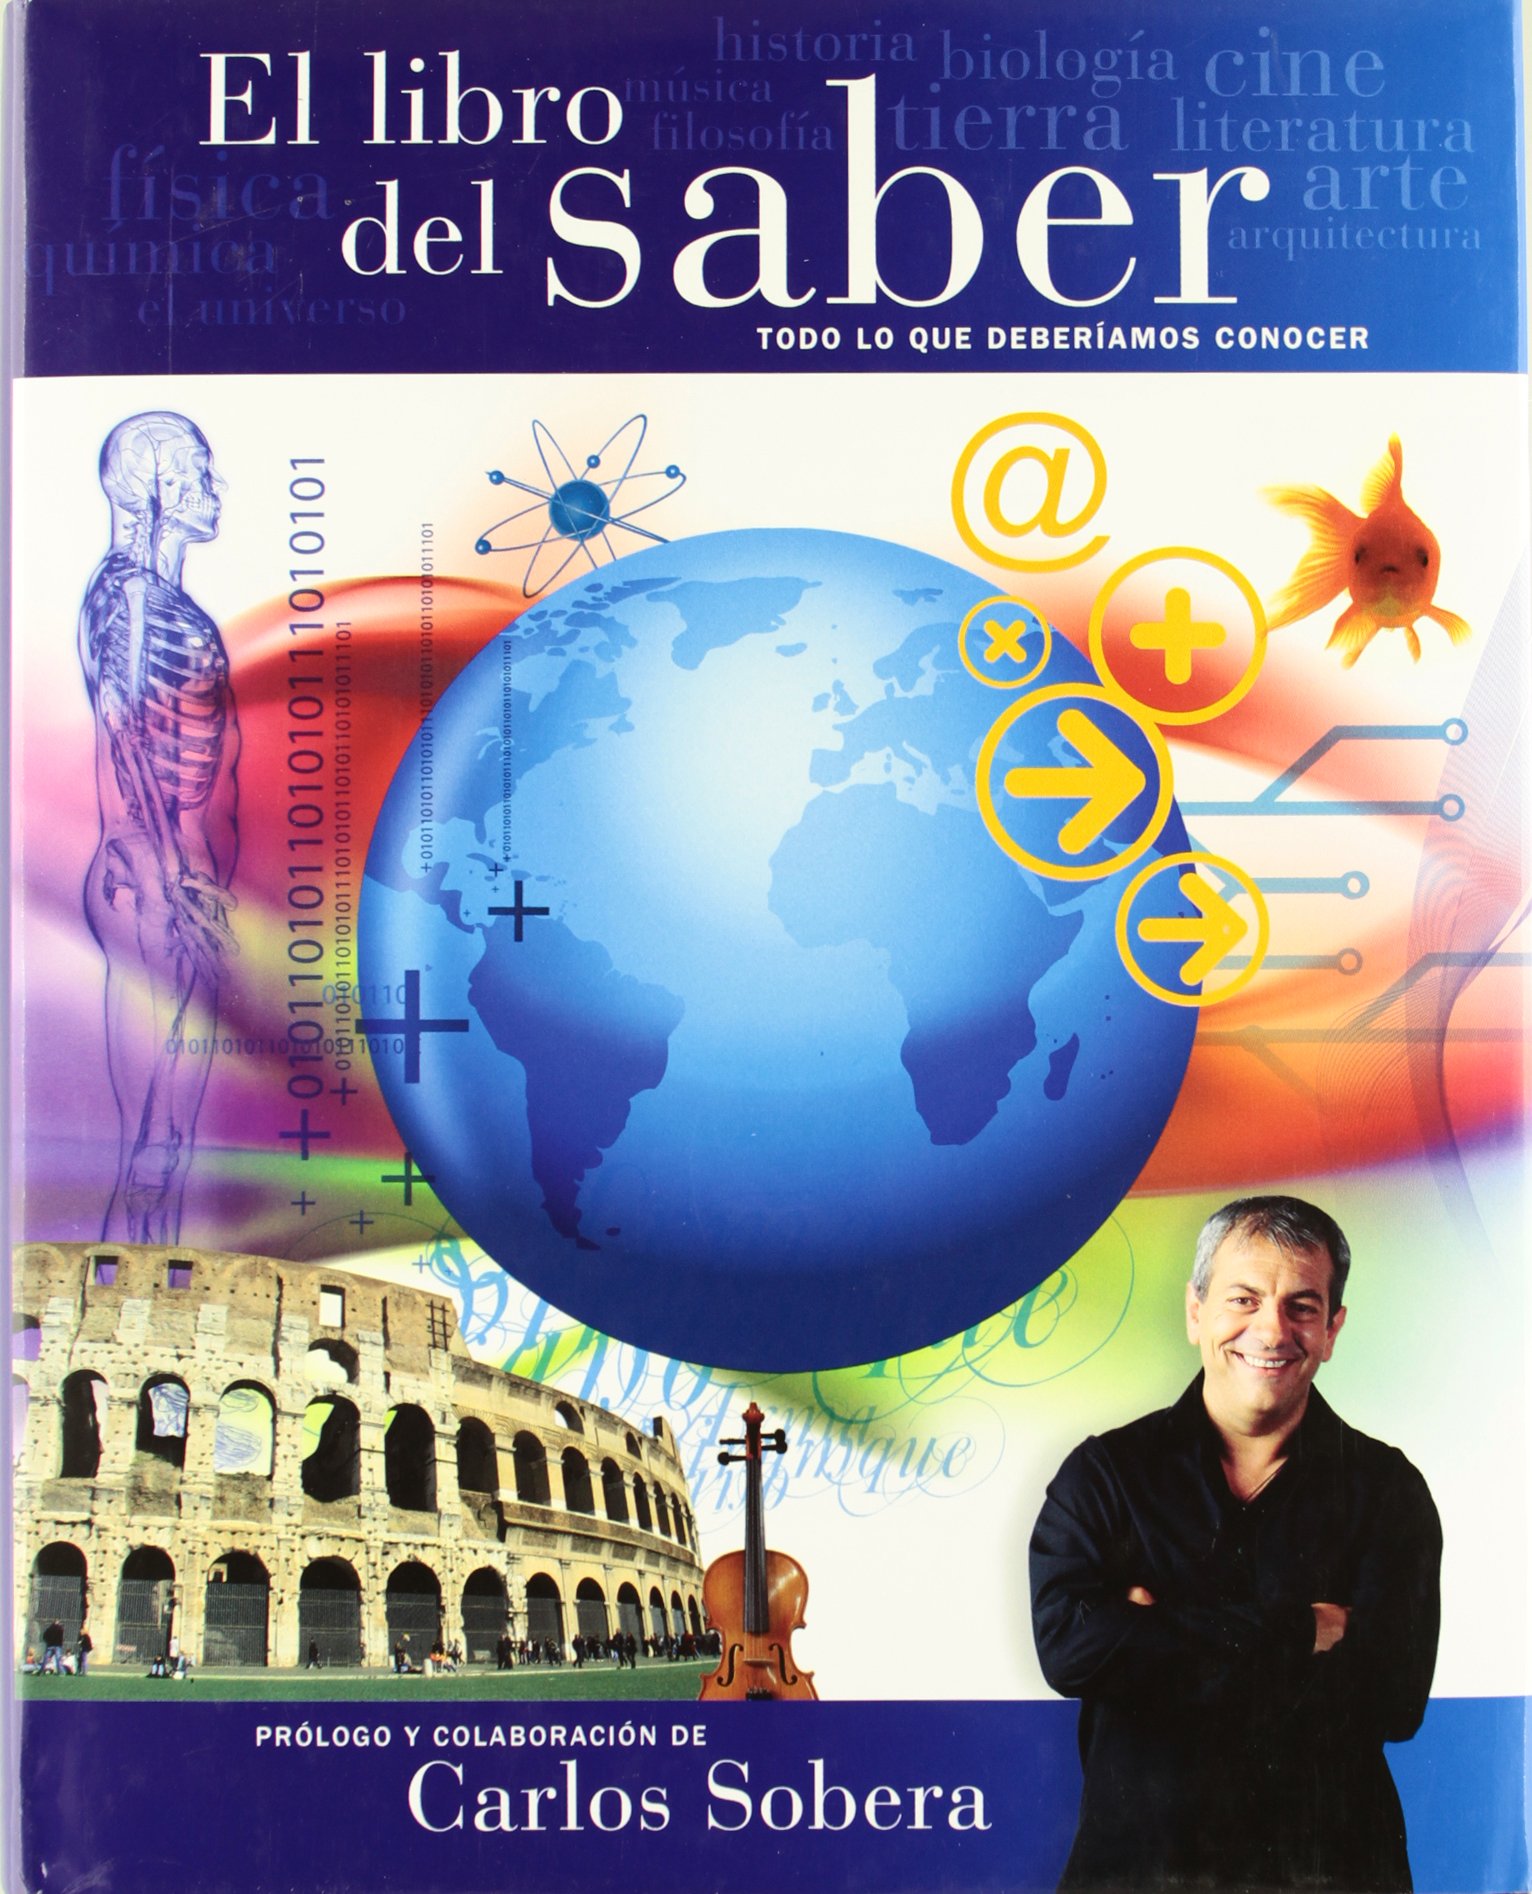 historia
biología
cine
música
El libro
filosofía
tierra
literatura
física
del saber
arte
química
arquitectura
el universo
TODO LO QUE DEBERÍAMOS CONOCER
@
010110
PRÓLOGO Y COLABORACIÓN DE
Carlos Sobera